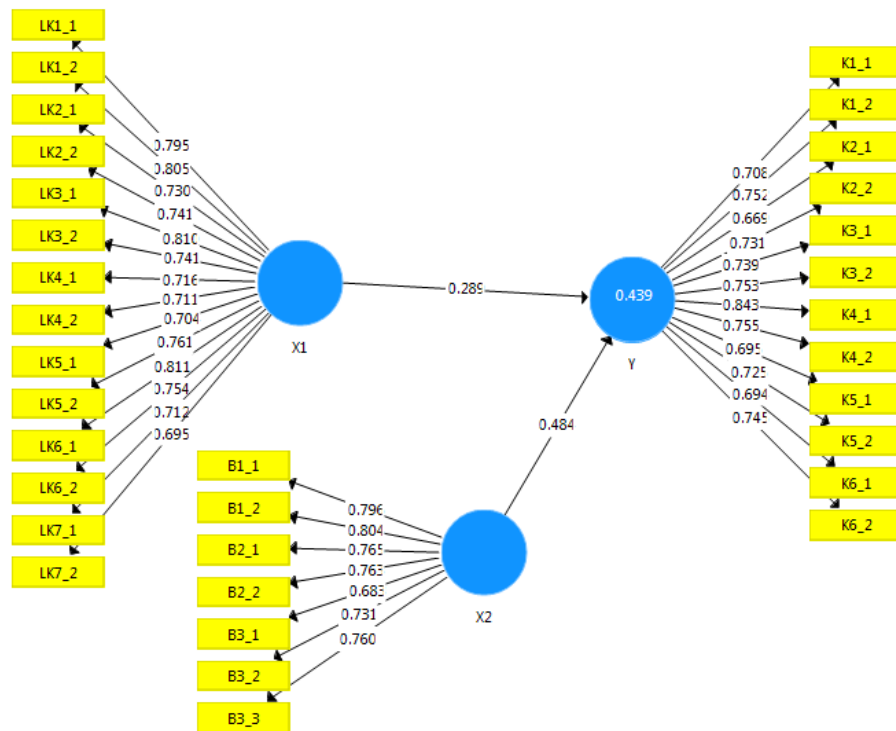 LK1_1
LK1_2
LK2_1
LK2_2
LK3_1
LK3_2
LK4_1
LK4_2
LK5_1
LK5_2
LK6_1
LK6_2
LK7_1
LK7_2
0.795
0.805
0.730
0.741
0.810
0.741
0.716
0.711
0.704
0.761
0.811
0.754
0.712
0.695
X1
0.289
B1_1
B1_2
B2_1
B2_2
B3_1
B3_2
B3_3
0.796
0.804
0.765
0.763
0.683
0.731
0.760
X2
0.484
0.439
Y
0.708
0.752
0.669
0.731
0.739
0.753
0.843
0.755
0.695
0.725
0.694
0.745
K1_1
K1_2
K2_1
K2_2
K3_1
K3_2
K4_1
K4_2
K5_1
K5_2
K6_1
K6_2